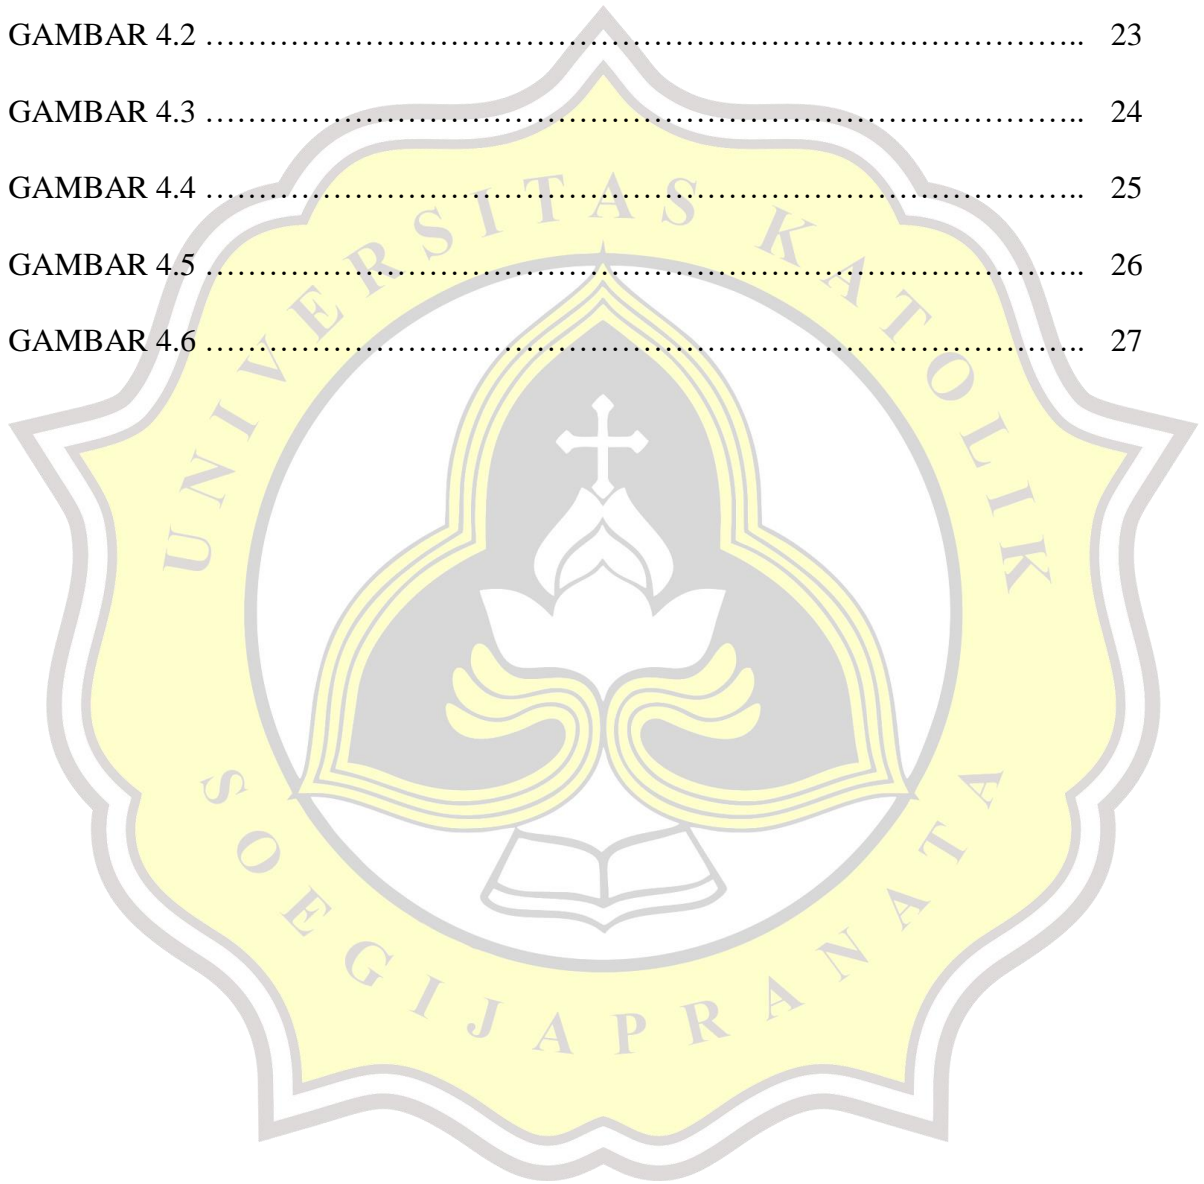 GAMBAR 4.2 ……………………………………………………………………….. 23
GAMBAR 4.3 ……………………………………………………………………….. 24
GAMBAR 4.4 ……………………………………………………………………….. 25
GAMBAR 4.5 ……………………………………………………………………….. 26
GAMBAR 4.6 ……………………………………………………………………….. 27
UNIVERSITAS KATOLIK
SOEGIJAPRANATA